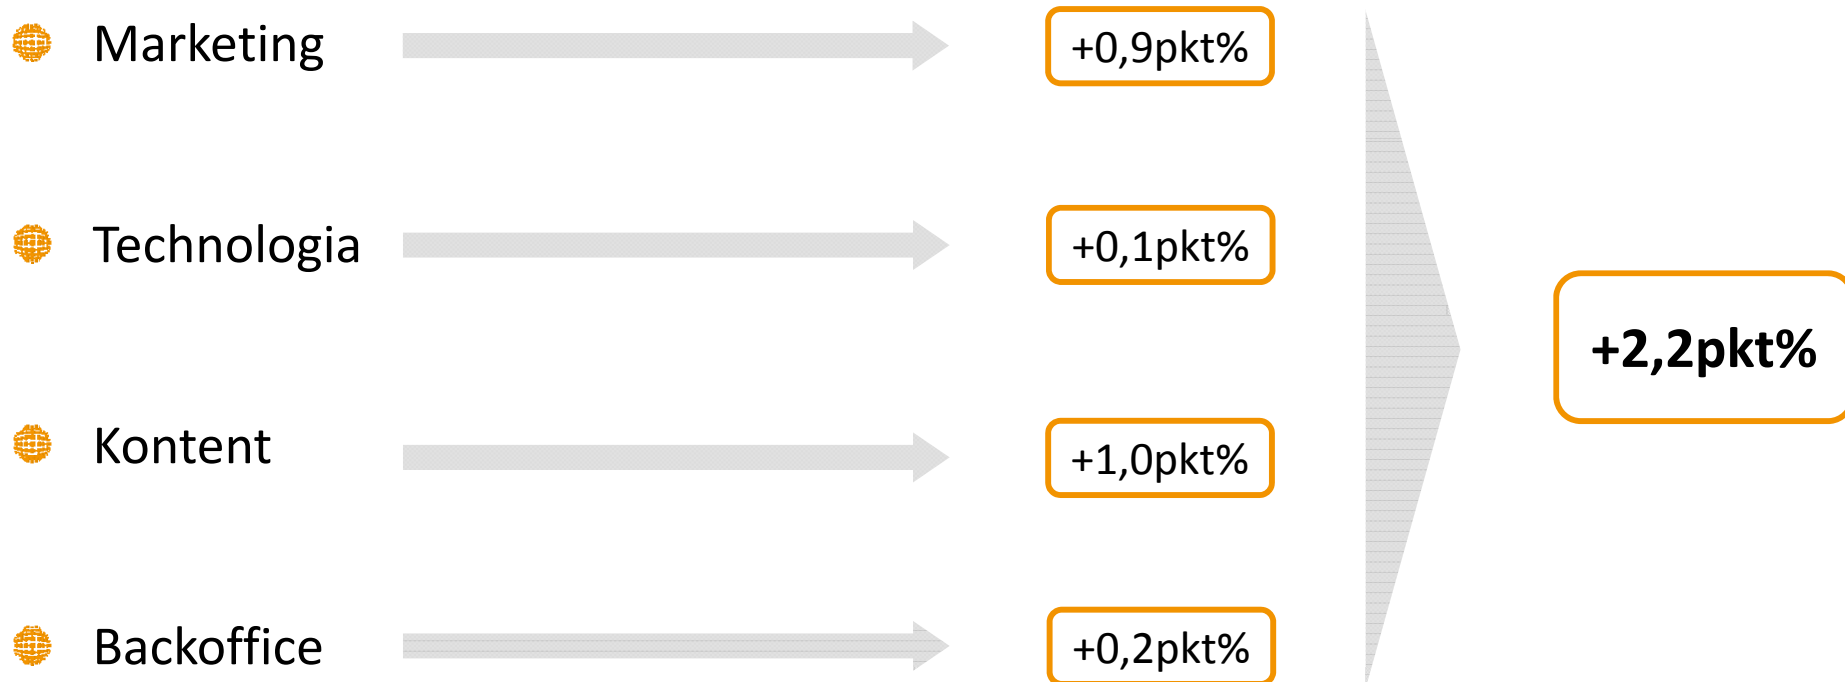 Marketing
+0,9pkt%
Technologia
+0,1pkt%
+2,2pkt%
Kontent
+1,0pkt%
Backoffice
+0,2pkt%